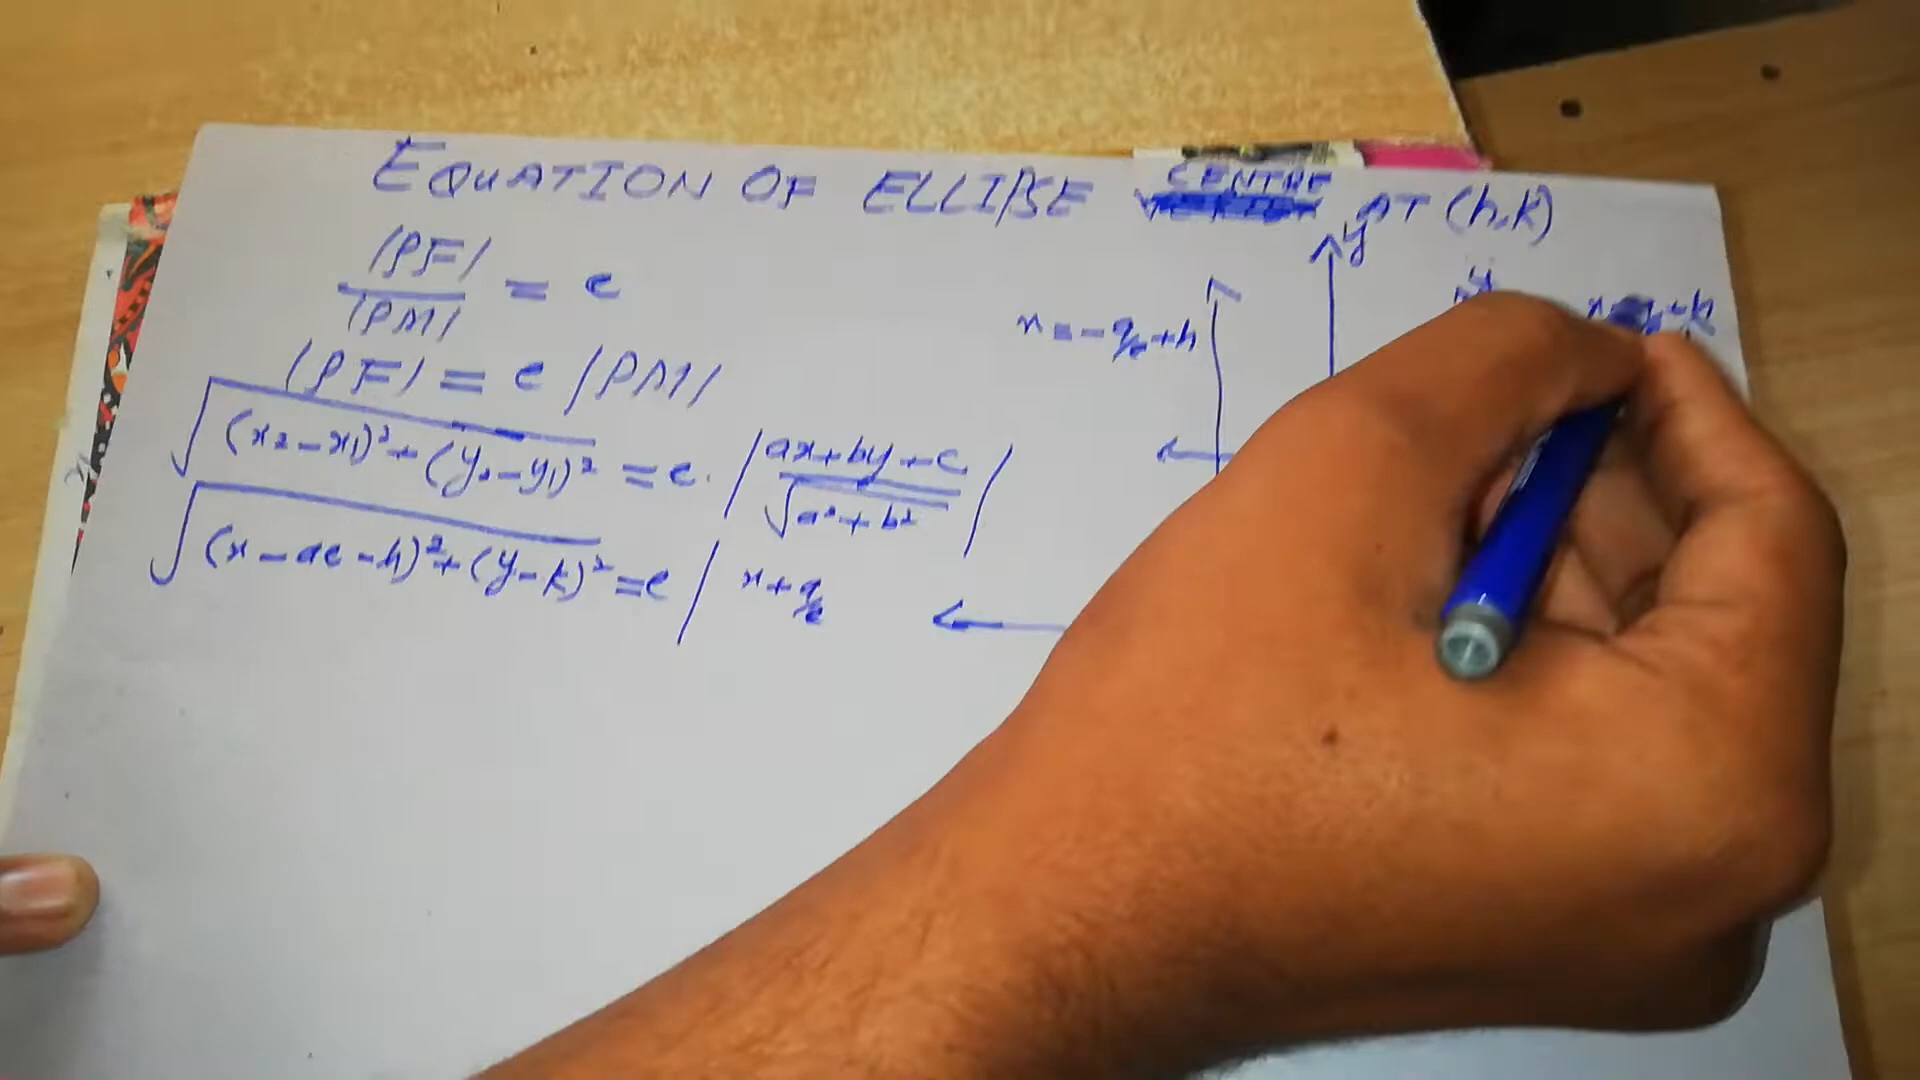 EQUATION OF ELLIPSE CENTRE AT (h,k)
|PF|/|PM| = e
|PF| = e |PM|
√((x₂-x₁)²+(y₂-y₁)²) = e. |(ax+by+c)/√(a²+b²)|
√((x-ae-h)²+(y-k)²) = e | x+a/e
y
x=-a/e+h